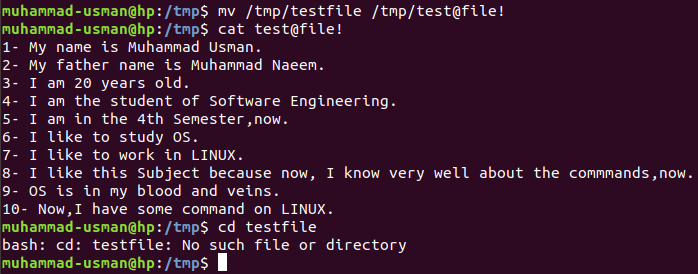 muhammad-usman@hp:/tmp$ mv /tmp/testfile /tmp/test@file!
muhammad-usman@hp:/tmp$ cat test@file!
1- My name is Muhammad Usman.
2- My father name is Muhammad Naeem.
3- I am 20 years old.
4- I am the student of Software Engineering.
5- I am in the 4th Semester,now.
6- I like to study OS.
7- I like to work in LINUX.
8- I like this Subject because now, I know very well about the commmands,now.
9- OS is in my blood and veins.
10- Now,I have some command on LINUX.
muhammad-usman@hp:/tmp$ cd testfile
bash: cd: testfile: No such file or directory
muhammad-usman@hp:/tmp$